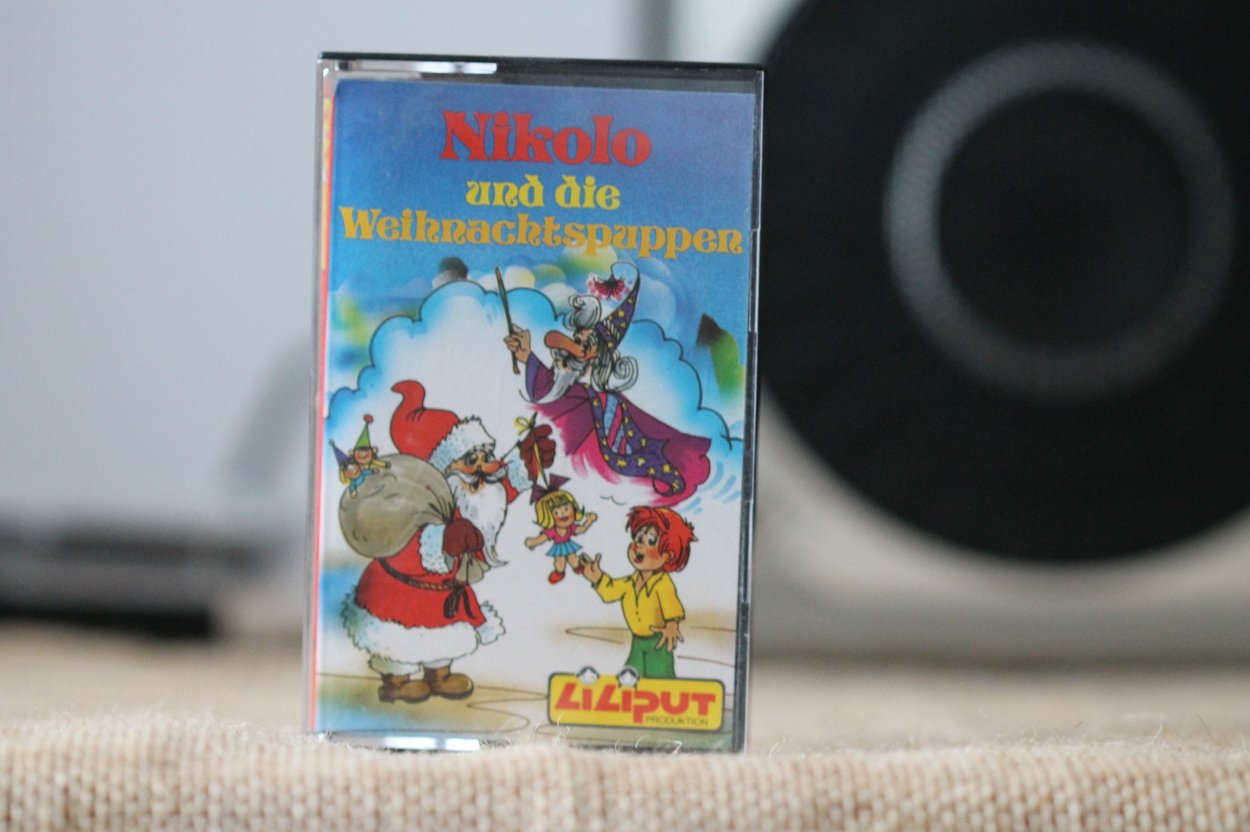 Nikolo
und die
Weihnachtspuppen
LiLiPUT
PRODUKTION